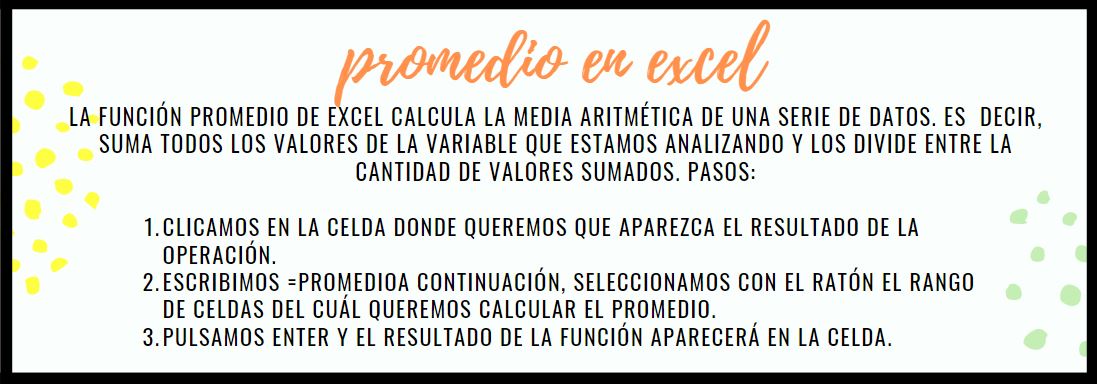 promedio en excel
LA FUNCIÓN PROMEDIO DE EXCEL CALCULA LA MEDIA ARITMÉTICA DE UNA SERIE DE DATOS. ES  DECIR,
SUMA TODOS LOS VALORES DE LA VARIABLE QUE ESTAMOS ANALIZANDO Y LOS DIVIDE ENTRE LA
CANTIDAD DE VALORES SUMADOS. PASOS:
1. CLICAMOS EN LA CELDA DONDE QUEREMOS QUE APAREZCA EL RESULTADO DE LA
OPERACIÓN.
2. ESCRIBIMOS =PROMEDIOA CONTINUACIÓN, SELECCIONAMOS CON EL RATÓN EL RANGO
DE CELDAS DEL CUÁL QUEREMOS CALCULAR EL PROMEDIO.
3. PULSAMOS ENTER Y EL RESULTADO DE LA FUNCIÓN APARECERÁ EN LA CELDA.